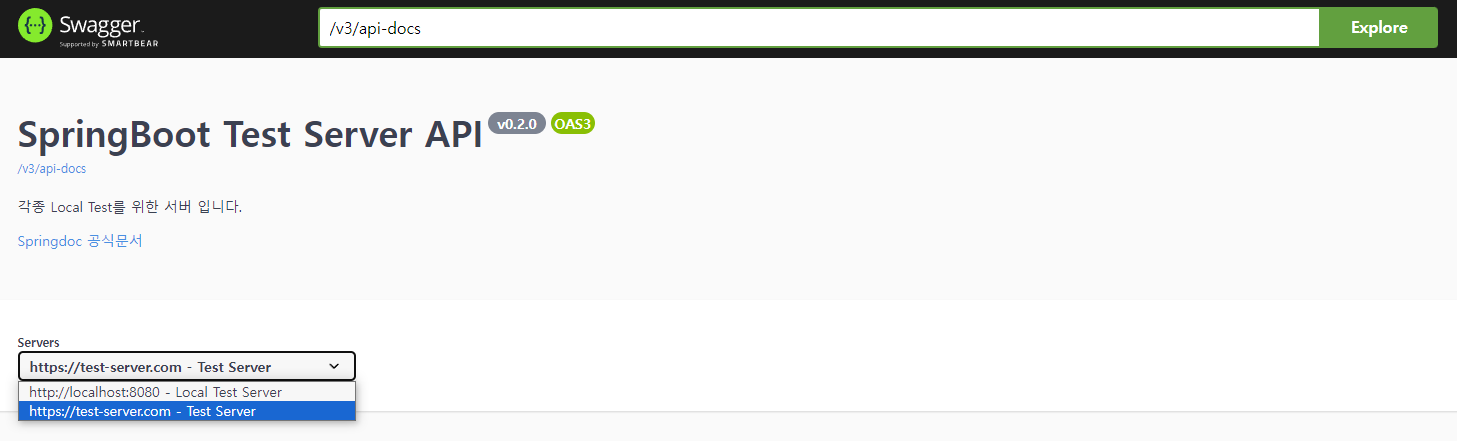 Swagger
Supported by SMARTBEAR
/v3/api-docs
Explore
SpringBoot Test Server API v0.2.0 OAS3
/v3/api-docs
각종 Local Test를 위한 서버 입니다.
Springdoc 공식문서
Servers
https://test-server.com - Test Server
http://localhost:8080 - Local Test Server
https://test-server.com - Test Server